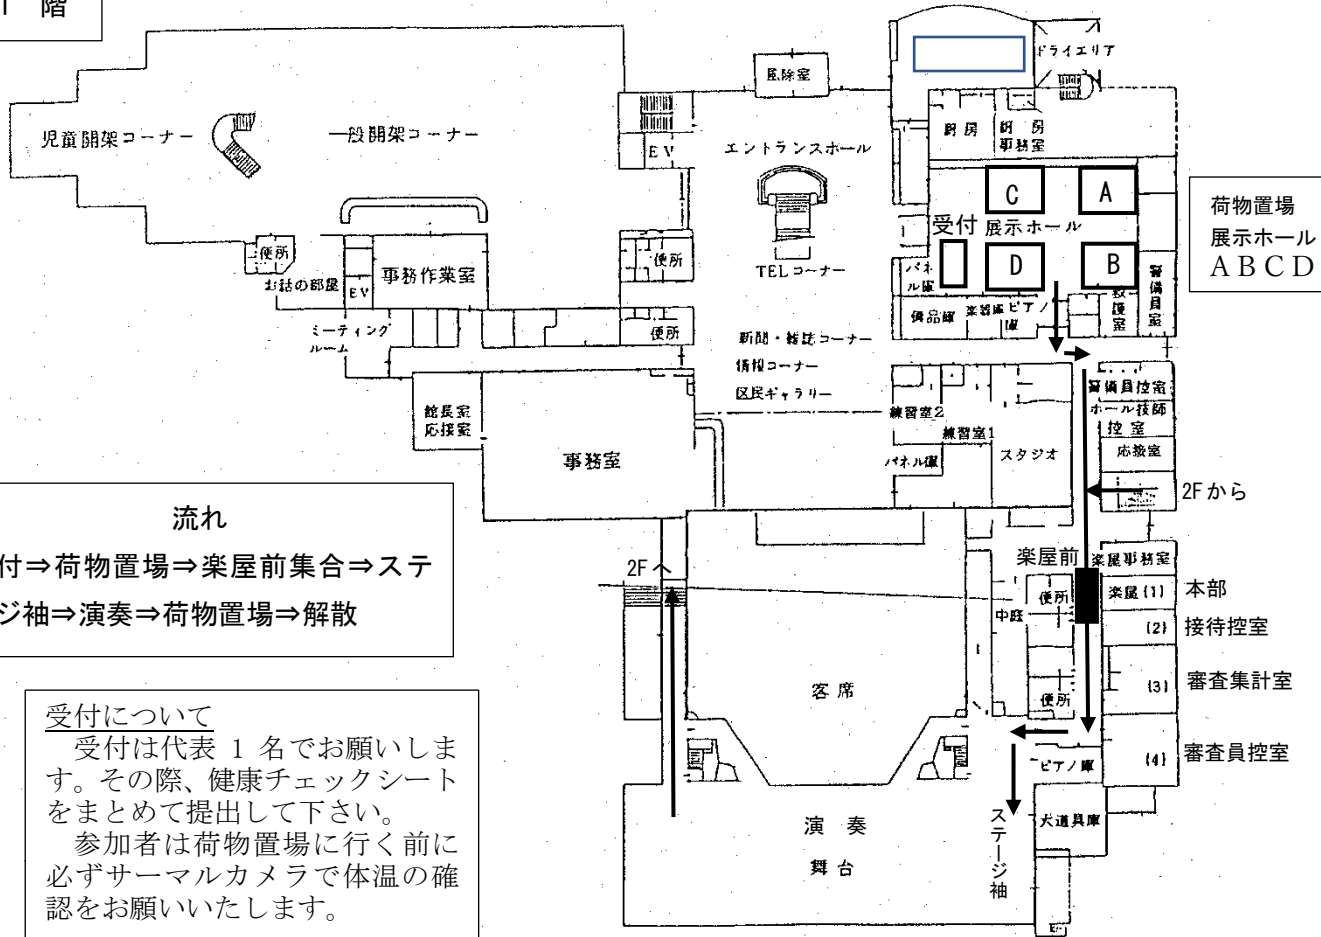 1 階
風除室
ドライエリア
児童開架コーナー
一般開架コーナー
EV
エントランスホール
厨房
厨房
事務室
C
A
荷物置場
展示ホール
ABCD
受付
展示ホール
便所
事務作業室
便所
TELコーナー
パネ
ル庫
D
B
お話の部屋
EV
備品庫
楽器庫
ピアノ
庫
救護室
警備員室
ミーティング
ルーム
便所
新聞・雑誌コーナー
情報コーナー
区民ギャラリー
館長室
応接室
事務室
練習室2
練習室1
パネル庫
スタジオ
警備員控室
ホール技師
控室
応接室
2Fから
流れ
付⇒荷物置場⇒楽屋前集合⇒ステ
ジ袖⇒演奏⇒荷物置場⇒解散
2Fへ
楽屋前
楽屋事務室
中庭
便所
楽屋(1)
本部
(2)
接待控室
客席
便所
(3)
審査集計室
(4)
審査員控室
ピアノ庫
大道具庫
演奏
舞台
ステージ袖
受付について
受付は代表 1 名でお願いしま
す。その際、健康チェックシート
をまとめて提出して下さい。
参加者は荷物置場に行く前に
必ずサーマルカメラで体温の確
認をお願いいたします。